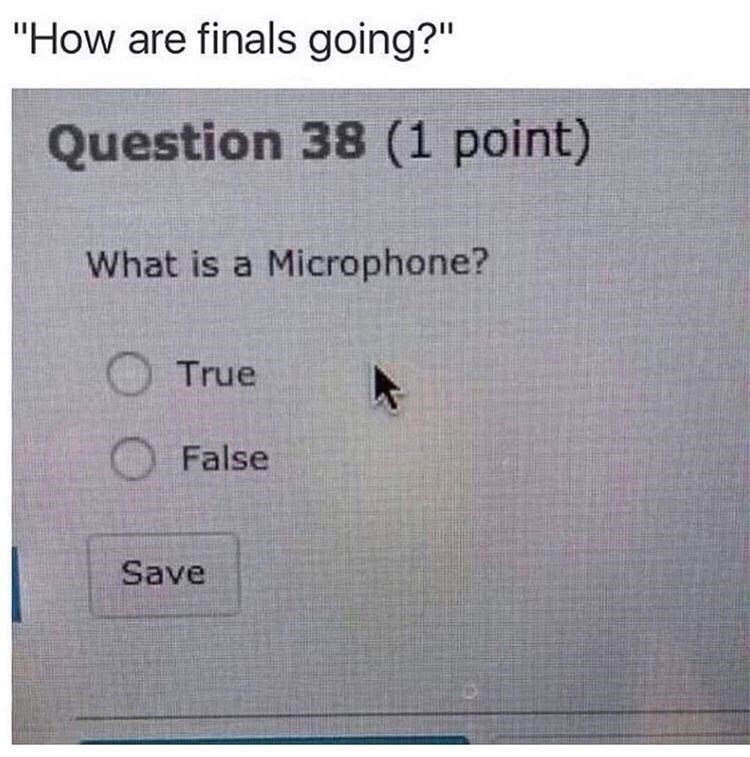 "How are finals going?"
Question 38 (1 point)
What is a Microphone?
True
False
Save